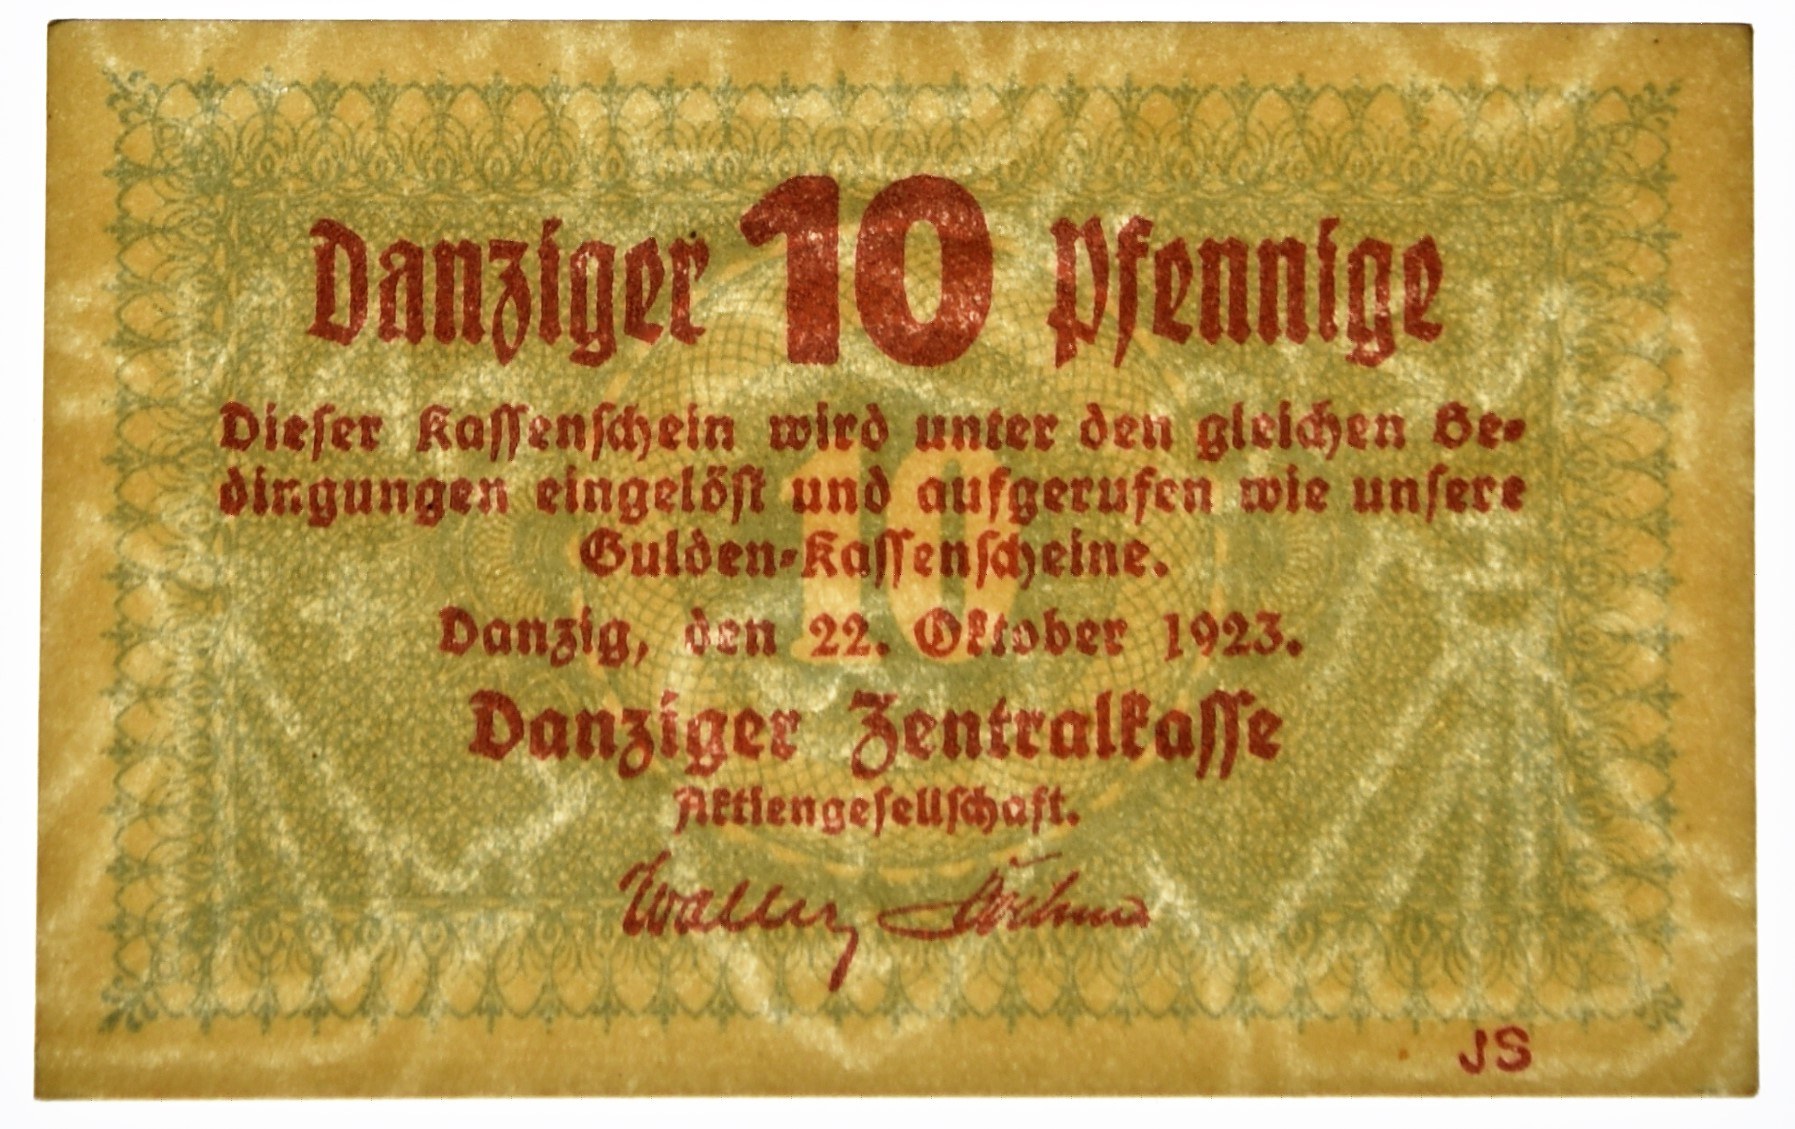 Danziger 10 Pfennige
Dieser Kassenschein wird unter den gleichen Be-
dingungen eingelöst und aufgerufen wie unsere
Gulden-Kassenscheine.
10
Danzig, den 22. Oktober 1923.
Danziger Zentralkasse
Aktiengesellschaft.
JS